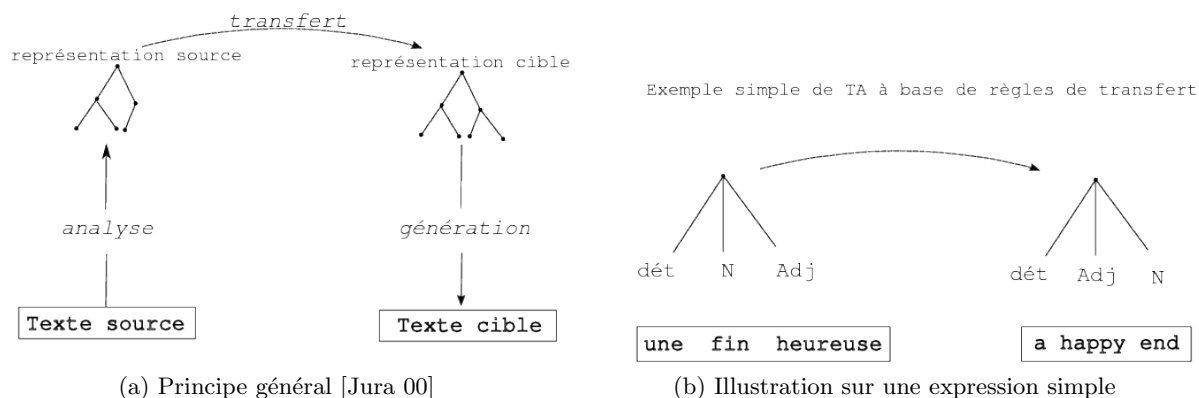 transfert
représentation source
représentation cible
analyse
génération
Texte source
Texte cible
(a) Principe général [Jura 00]
Exemple simple de TA à base de règles de transfert
dét N Adj
dét Adj N
une fin heureuse
a happy end
(b) Illustration sur une expression simple